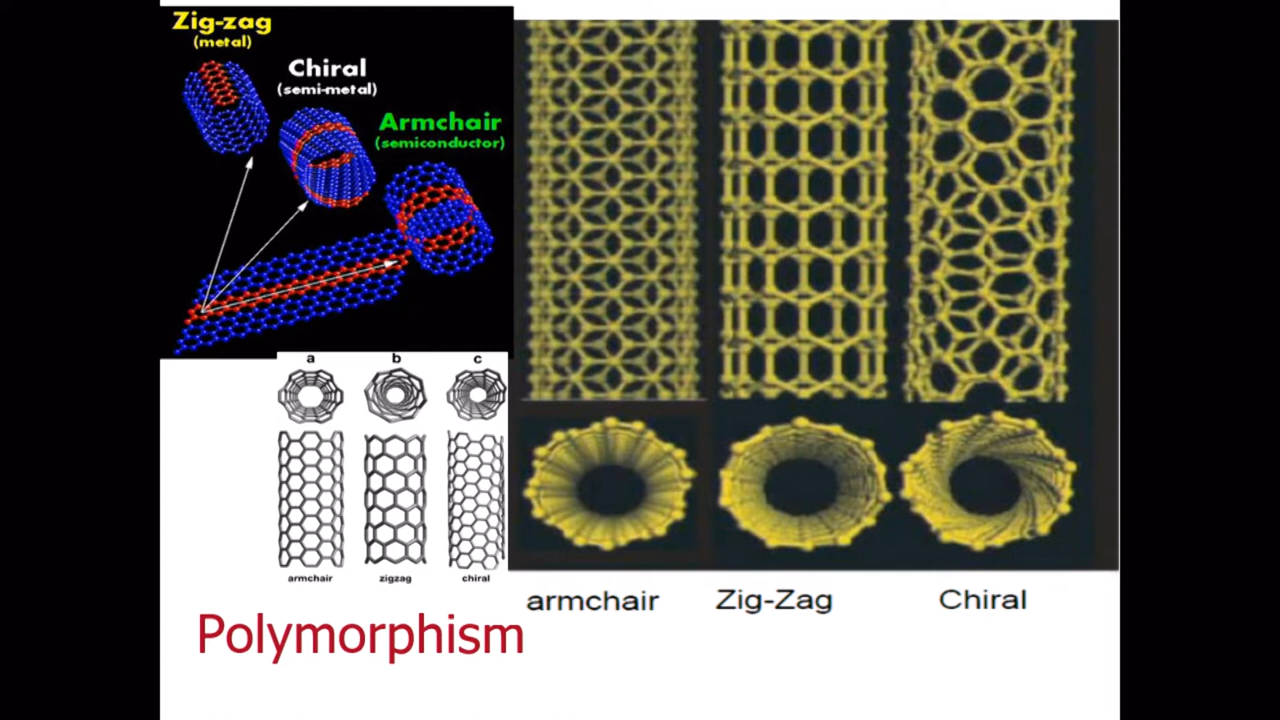 Zig-zag
(metal)
Chiral
(semi-metal)
Armchair
(semiconductor)
a b c
armchair zigzag chiral
armchair Zig-Zag Chiral
Polymorphism